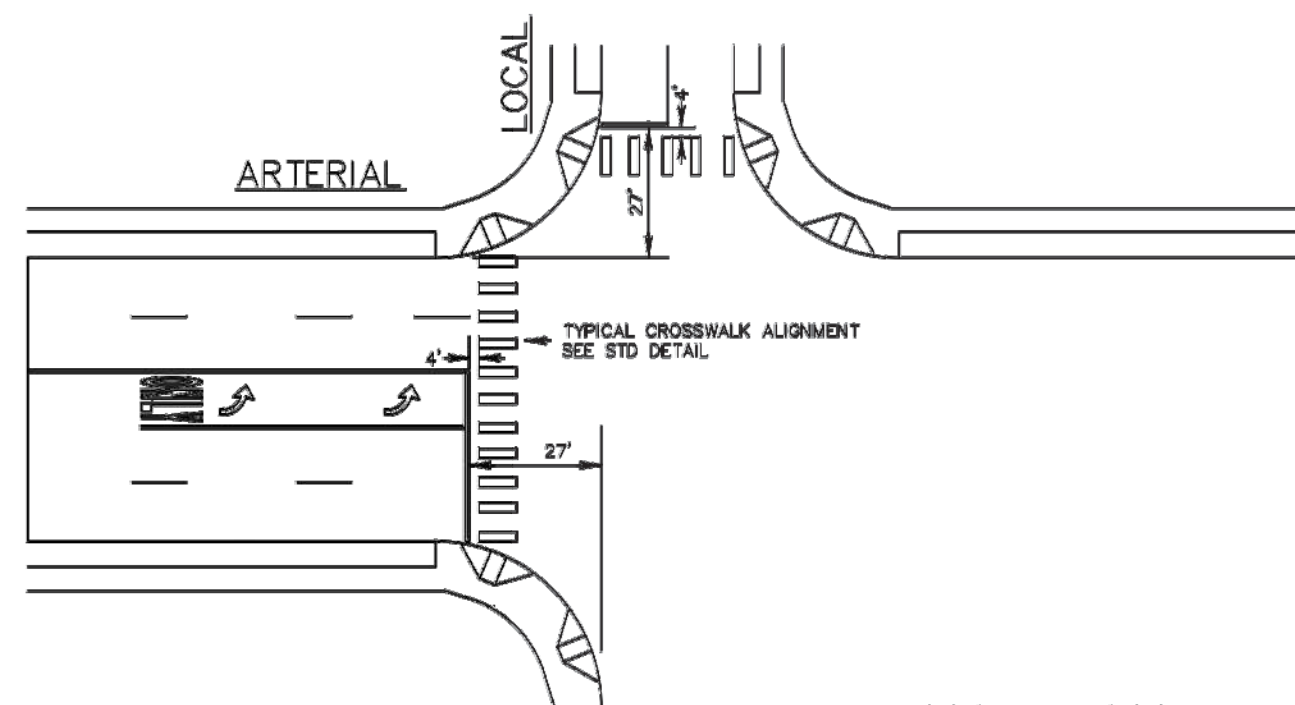 LOCAL
4'
ARTERIAL
27'
TYPICAL CROSSWALK ALIGNMENT
SEE STD DETAIL
4'
27'